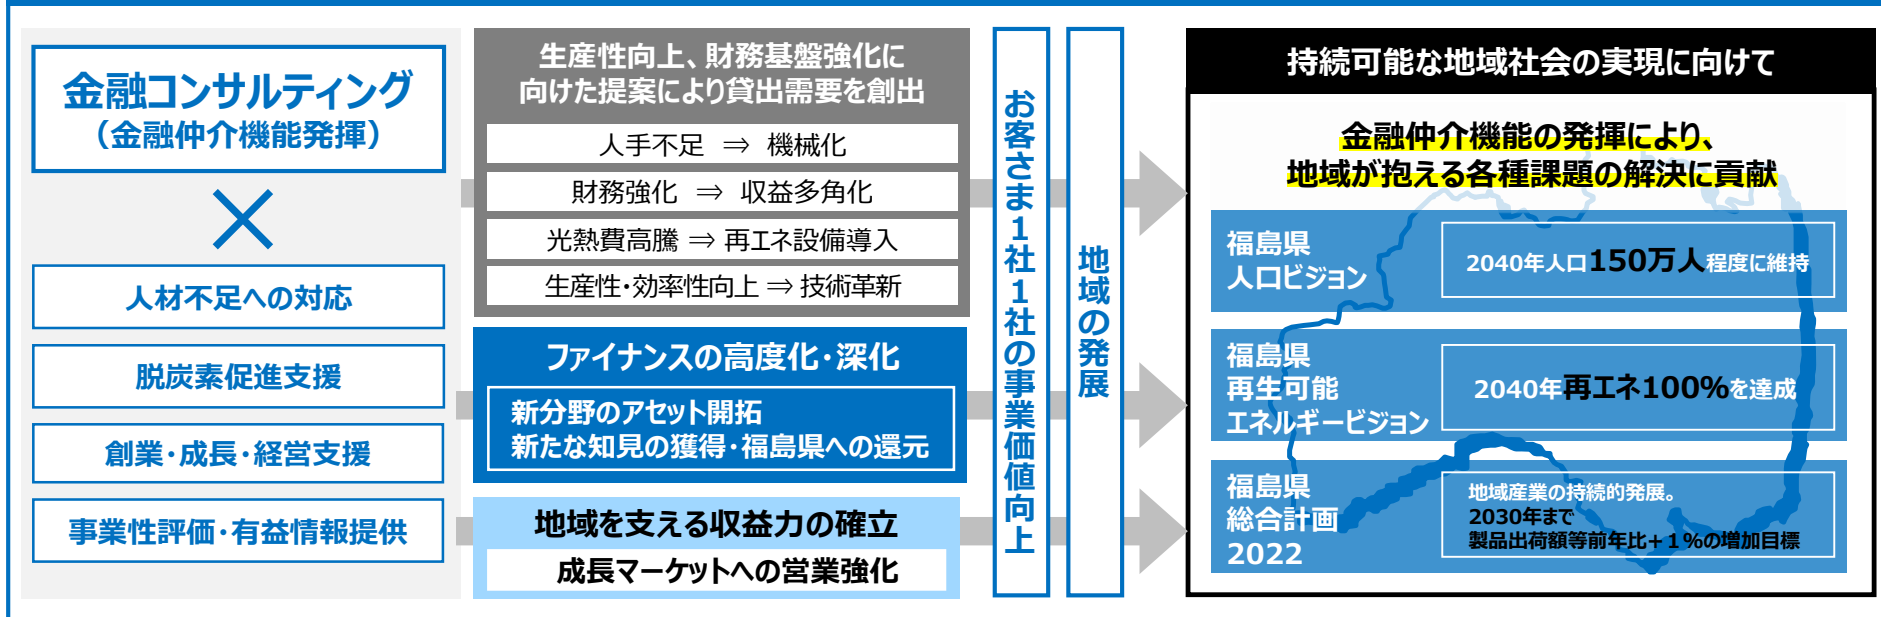 金融コンサルティング
（金融仲介機能発揮）
×
人材不足への対応
脱炭素促進支援
創業・成長・経営支援
事業性評価・有益情報提供
生産性向上、財務基盤強化に
向けた提案により貸出需要を創出
人手不足 ⇒ 機械化
財務強化 ⇒ 収益多角化
光熱費高騰 ⇒ 再エネ設備導入
生産性・効率性向上 ⇒ 技術革新
ファイナンスの高度化・深化
新分野のアセット開拓
新たな知見の獲得・福島県への還元
地域を支える収益力の確立
成長マーケットへの営業強化
お客さま1社1社の事業価値向上
地域の発展
持続可能な地域社会の実現に向けて
金融仲介機能の発揮により、
地域が抱える各種課題の解決に貢献
福島県
人口ビジョン
2040年人口150万人程度に維持
福島県
再生可能
エネルギービジョン
2040年再エネ100%を達成
福島県
総合計画
2022
地域産業の持続的発展。
2030年まで
製品出荷額等前年比＋１％の増加目標